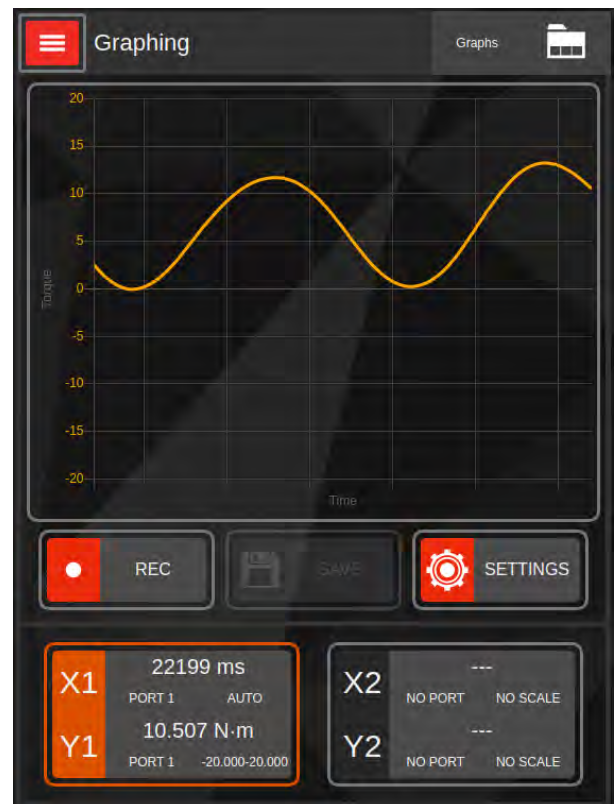 Graphing
Graphs
20
15
10
5
0
-5
-10
-15
-20
Torque
Time
REC
SAVE
SETTINGS
X1
22199 ms
PORT 1 AUTO
Y1
10.507 N·m
PORT 1 -20.000-20.000
X2
---
NO PORT NO SCALE
Y2
---
NO PORT NO SCALE